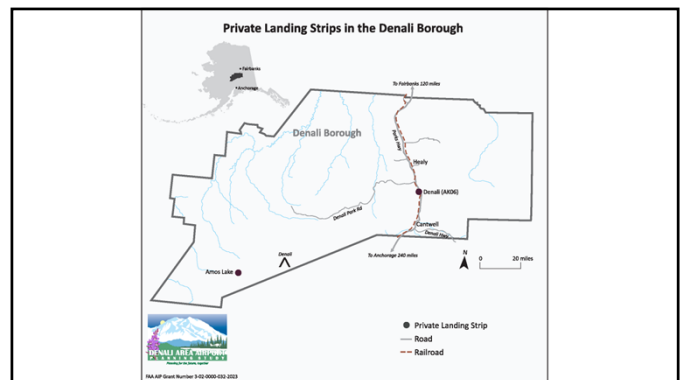 Private Landing Strips in the Denali Borough
Fairbanks
Anchorage
To Fairbanks 120 miles
Denali Borough
Parks Hwy
Healy
Denali (AK06)
Denali Park Rd
Cantwell
Denali Hwy
Denali
To Anchorage 240 miles
Amos Lake
N
0 20 miles
Private Landing Strip
Road
Railroad
DENALI AREA AIRPORT
FAA AIP Grant Number 3-02-0000-032-2023